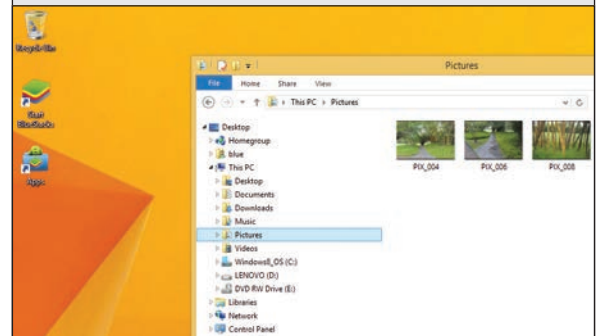 Recycle Bin
Start
BlueStacks
Apps
Pictures
File Home Share View
This PC Pictures
Desktop
Homegroup
blue
This PC
Desktop
Documents
Downloads
Music
Pictures
Videos
Windows8_OS (C:)
LENOVO (D:)
DVD RW Drive (E:)
Libraries
Network
Control Panel
PIX_004 PIX_006 PIX_008